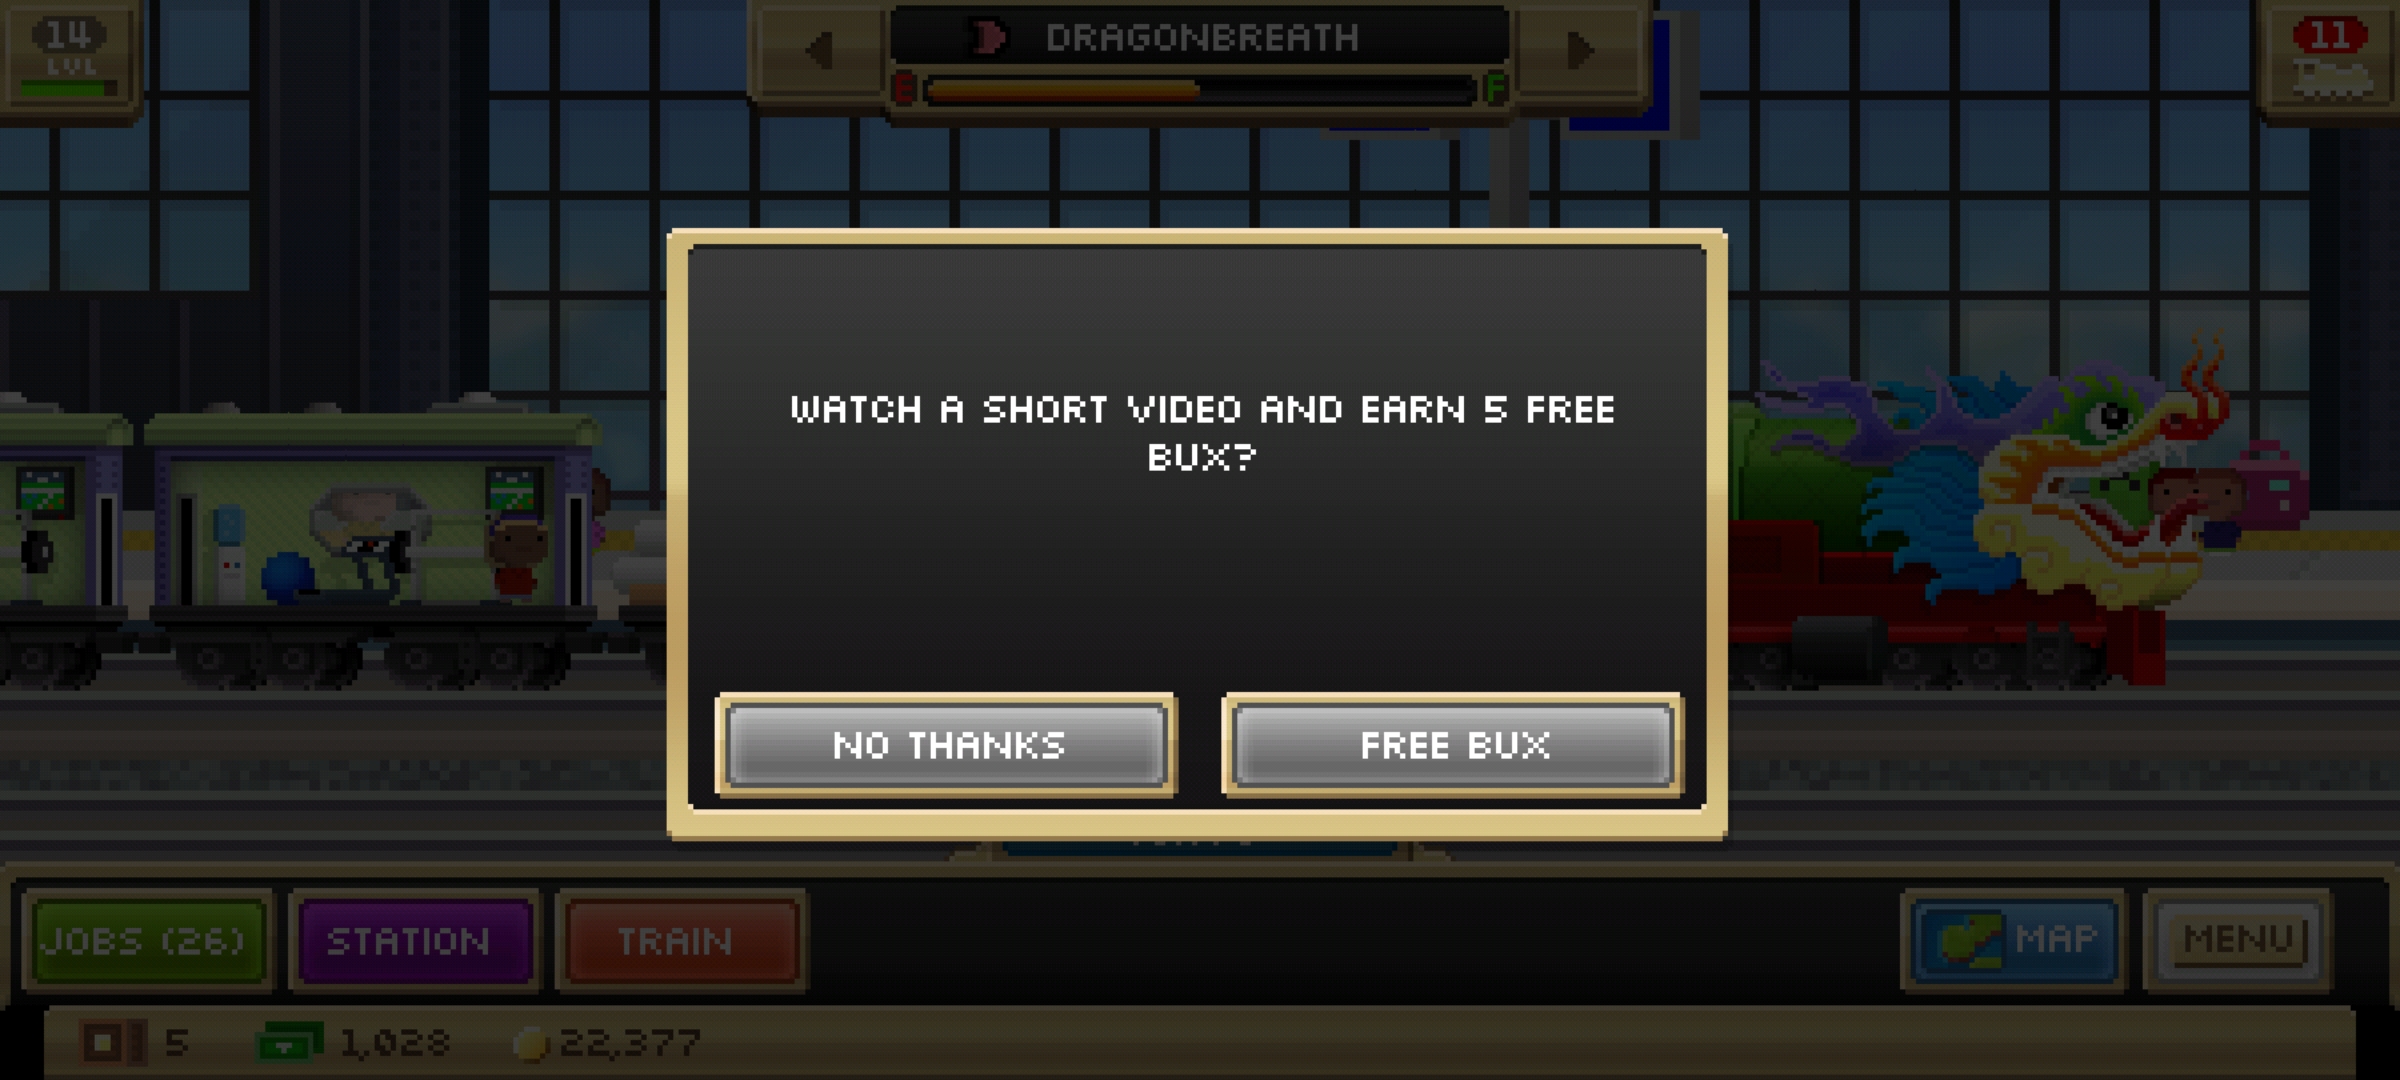 14
LVL
DRAGONBREATH
E
F
11
WATCH A SHORT VIDEO AND EARN 5 FREE
BUX?
NO THANKS
FREE BUX
JOBS (26)
STATION
TRAIN
MAP
MENU
5
1,028
22,377